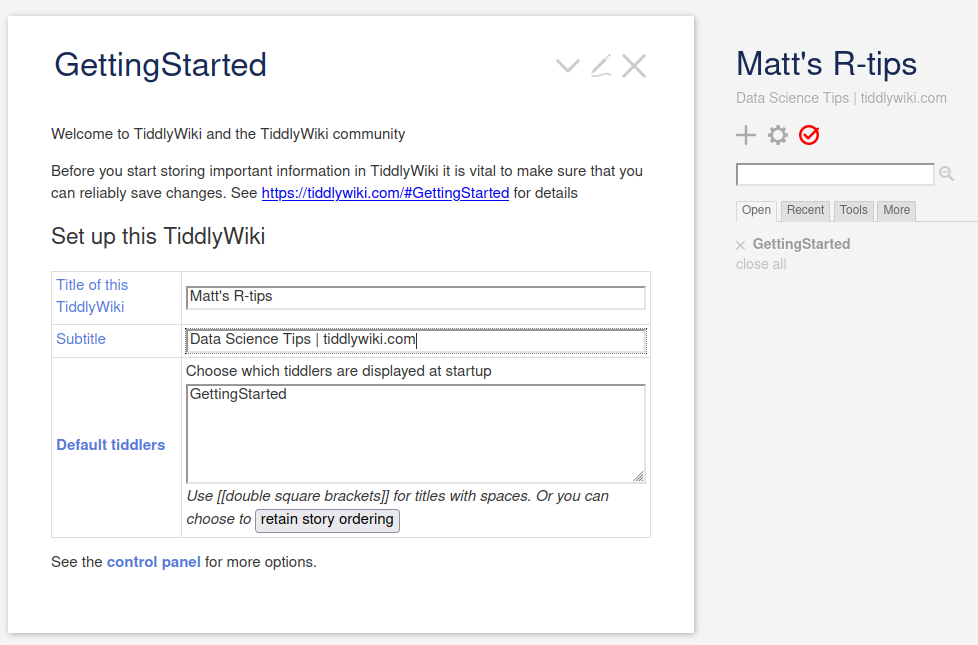 GettingStarted
Welcome to TiddlyWiki and the TiddlyWiki community
Before you start storing important information in TiddlyWiki it is vital to make sure that you
can reliably save changes. See https://tiddlywiki.com/#GettingStarted for details
Set up this TiddlyWiki
Title of this
TiddlyWiki
Matt's R-tips
Subtitle
Data Science Tips | tiddlywiki.com
Default tiddlers
Choose which tiddlers are displayed at startup
GettingStarted
Use [[double square brackets]] for titles with spaces. Or you can
choose to retain story ordering
See the control panel for more options.
Matt's R-tips
Data Science Tips | tiddlywiki.com
Open Recent Tools More
GettingStarted
close all